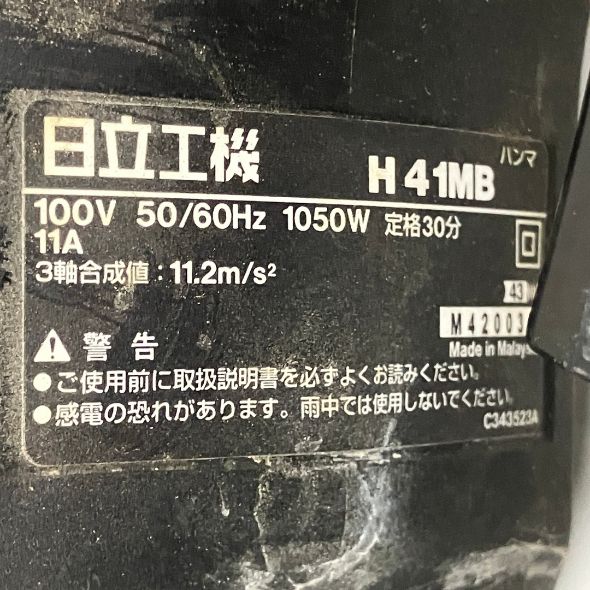 日立工機
ハンマ
H 41MB
100V 50/60Hz 1050W 定格30分
11A
3軸合成値：11.2m/s²
43
M42003
Made in Malays
⚠ 警告
●ご使用前に取扱説明書を必ずよくお読みください。
●感電の恐れがあります。雨中では使用しないでください。
C343523A